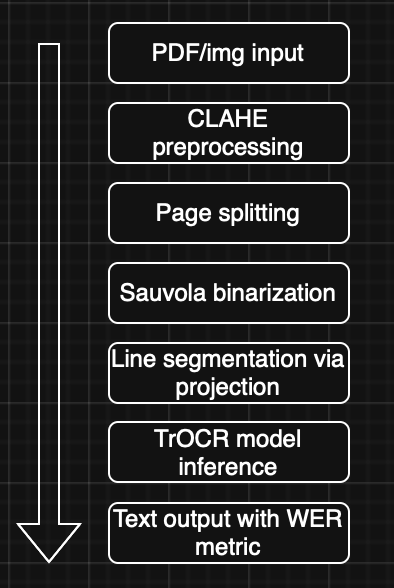 PDF/img input
CLAHE
preprocessing
Page splitting
Sauvola binarization
Line segmentation via
projection
TrOCR model
inference
Text output with WER
metric